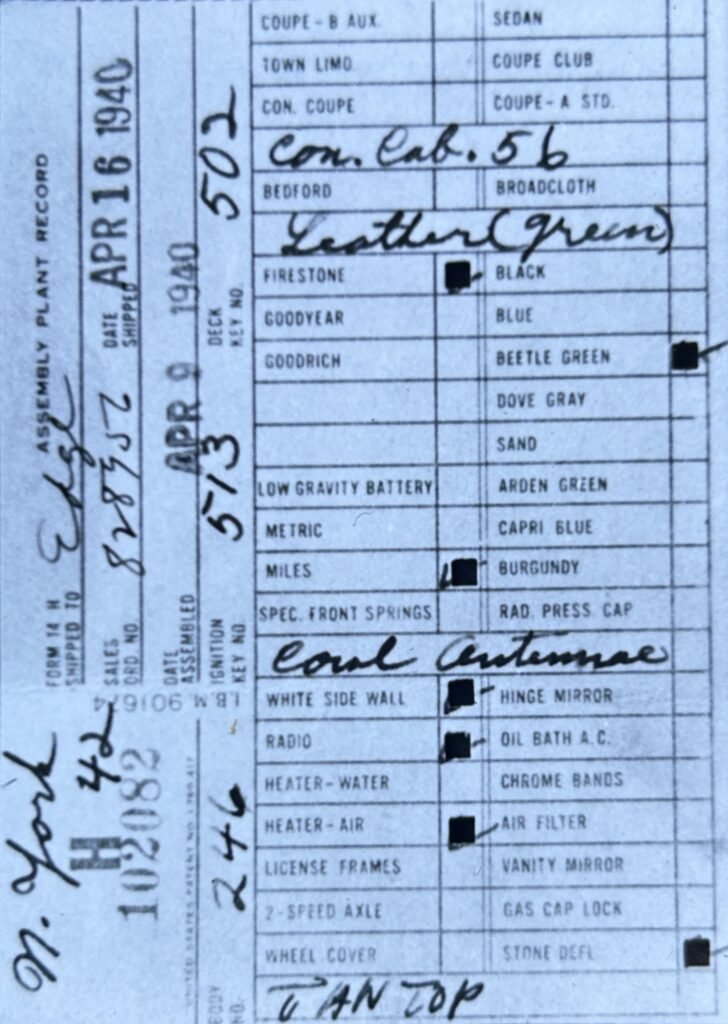 FORM 14 H ASSEMBLY PLANT RECORD
SHIPPED TO Edge
SALES ORD. NO. 828952 DATE SHIPPED APR 16 1940
DATE ASSEMBLED APR 9 1940
IGNITION KEY NO. 513 DECK KEY NO. 502
N. York
H 42
102082
I.B.M 901674
BODY NO. 246
COUPE - B AUX. SEDAN
TOWN LIMO COUPE CLUB
CON. COUPE COUPE - A STD.
Con. Cab. 56
BEDFORD BROADCLOTH
Leather (green)
FIRESTONE BLACK
GOODYEAR BLUE
GOODRICH BEETLE GREEN
DOVE GRAY
SAND
LOW GRAVITY BATTERY ARDEN GREEN
METRIC CAPRI BLUE
MILES BURGUNDY
SPEC. FRONT SPRINGS RAD. PRESS CAP
Cowl Antennae
WHITE SIDE WALL HINGE MIRROR
RADIO OIL BATH A.C.
HEATER - WATER CHROME BANDS
HEATER - AIR AIR FILTER
LICENSE FRAMES VANITY MIRROR
2 - SPEED AXLE GAS CAP LOCK
WHEEL COVER STONE DEFL
TAN TOP